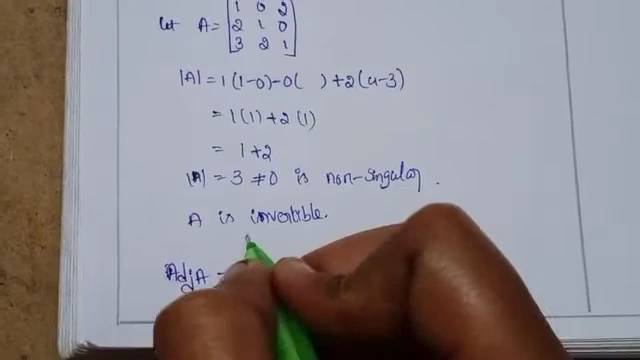 let A = [1 0 2
2 1 0
3 2 1]
|A| = 1(1-0)-0( ) +2(4-3)
= 1(1)+2(1)
= 1+2
|A| = 3 ≠0 is non-singular.
A is invertible.
AdjA =